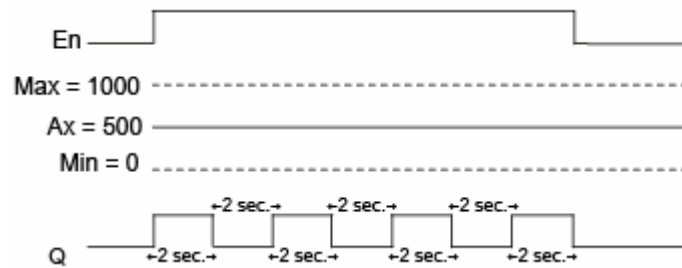 En
Max = 1000
Ax = 500
Min = 0
←2 sec.→ ←2 sec.→ ←2 sec.→
Q ←2 sec.→ ←2 sec.→ ←2 sec.→ ←2 sec.→